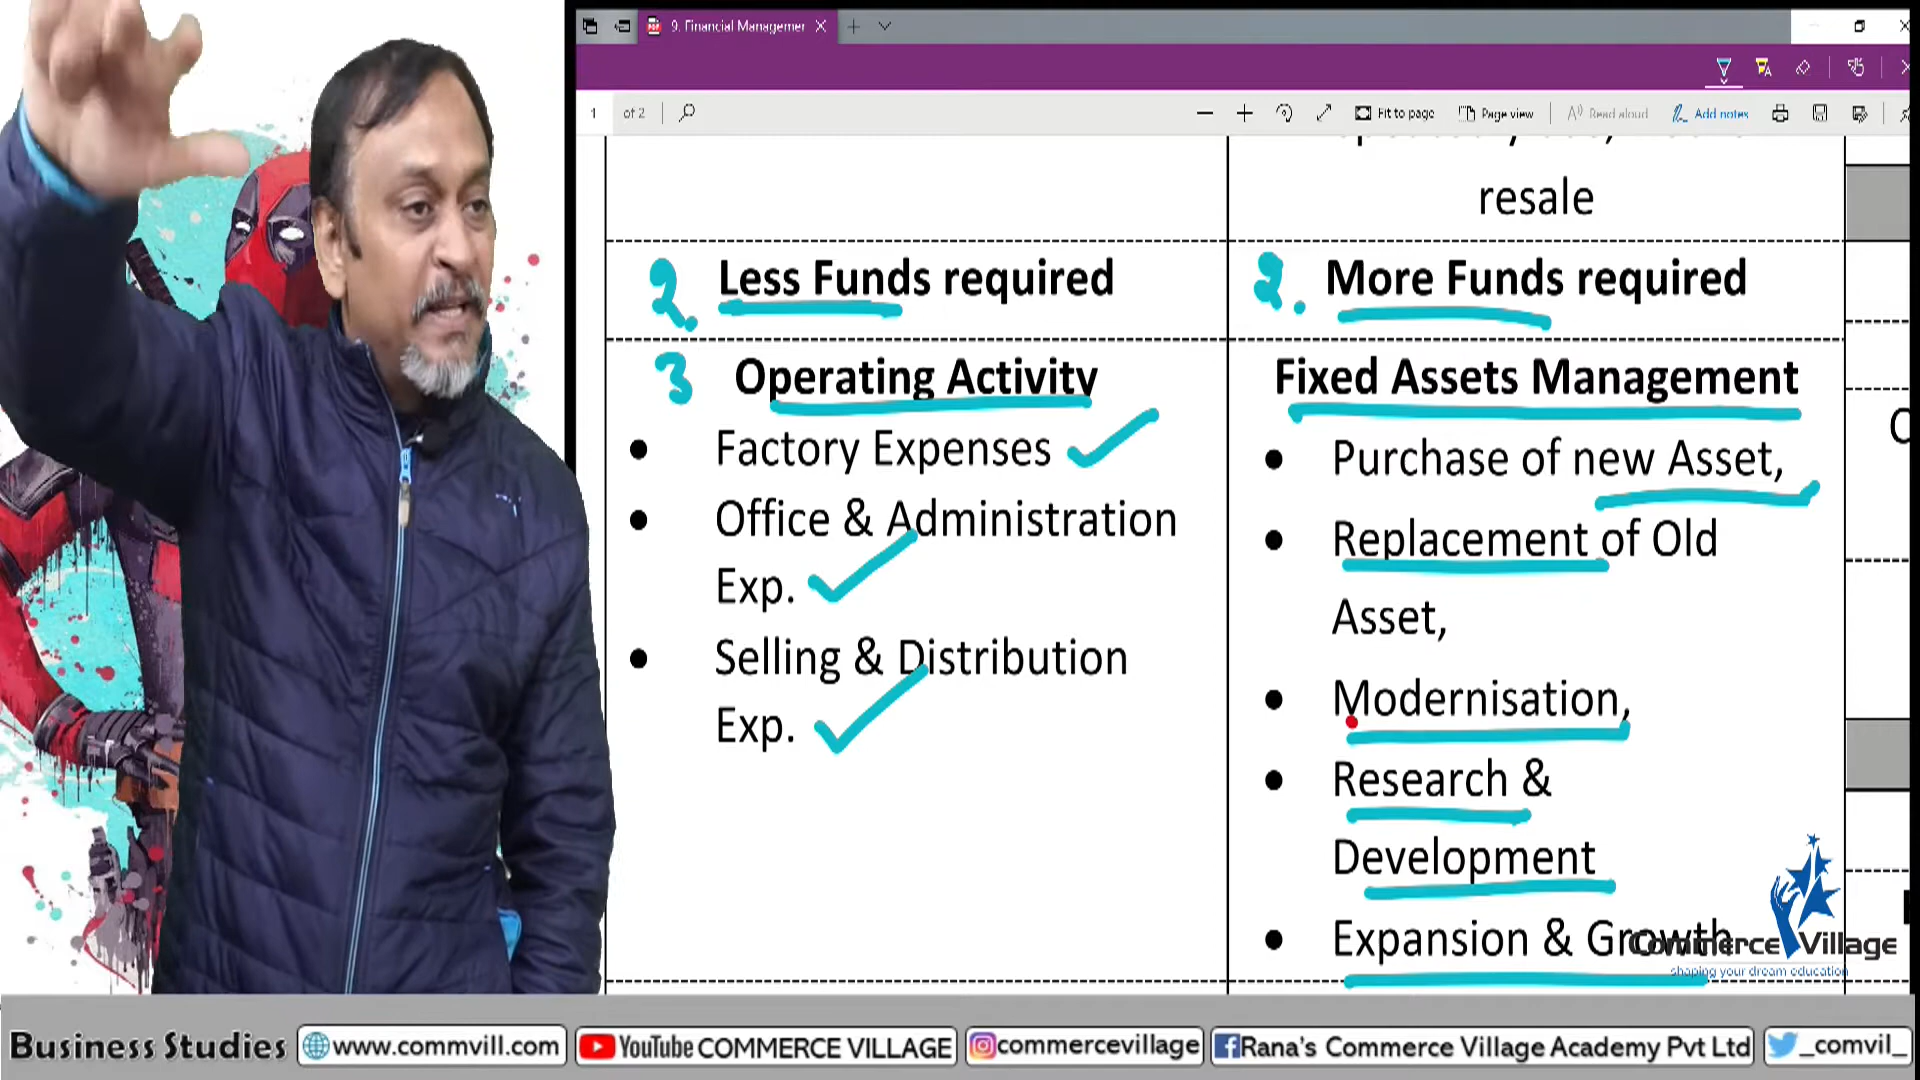 9. Financial Managemer
1 of 2
Fit to page
Page view
Read aloud
Add notes
resale
2. Less Funds required
2. More Funds required
3 Operating Activity
• Factory Expenses
• Office & Administration
Exp.
• Selling & Distribution
Exp.
Fixed Assets Management
• Purchase of new Asset,
• Replacement of Old
Asset,
• Modernisation,
• Research &
Development
• Expansion & Growth
Commerce Village
shaping your dream education
Business Studies
www.commvill.com
YouTube COMMERCE VILLAGE
commercevillage
Rana's Commerce Village Academy Pvt Ltd
_comvil_